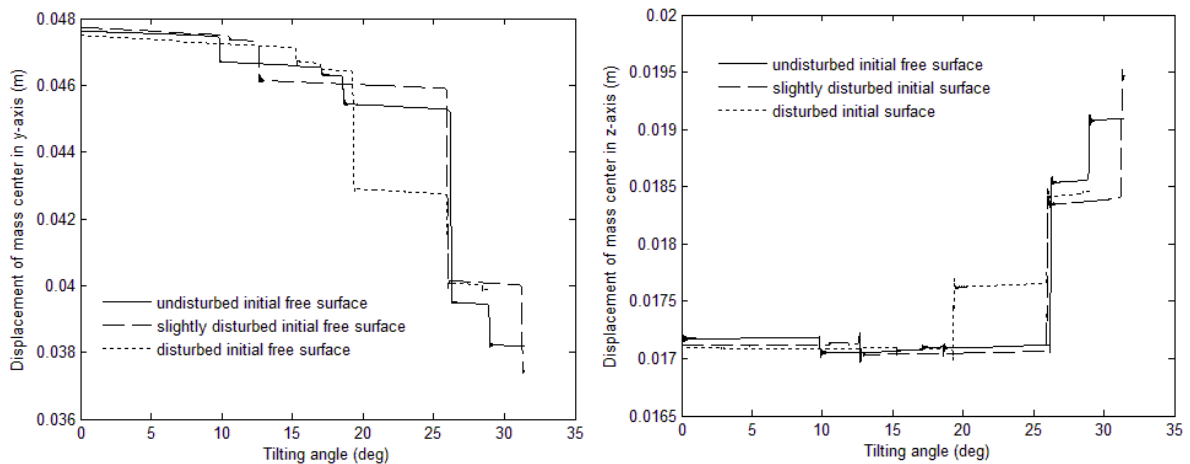 0.048
0.046
0.044
0.042
0.04
0.038
0.036
Displacement of mass center in y-axis (m)
undisturbed initial free surface
slightly disturbed initial free surface
disturbed initial free surface
0 5 10 15 20 25 30 35
Tilting angle (deg)
0.02
0.0195
0.019
0.0185
0.018
0.0175
0.017
0.0165
Displacement of mass center in z-axis (m)
undisturbed initial free surface
slightly disturbed initial surface
disturbed initial surface
0 5 10 15 20 25 30 35
Tilting angle (deg)